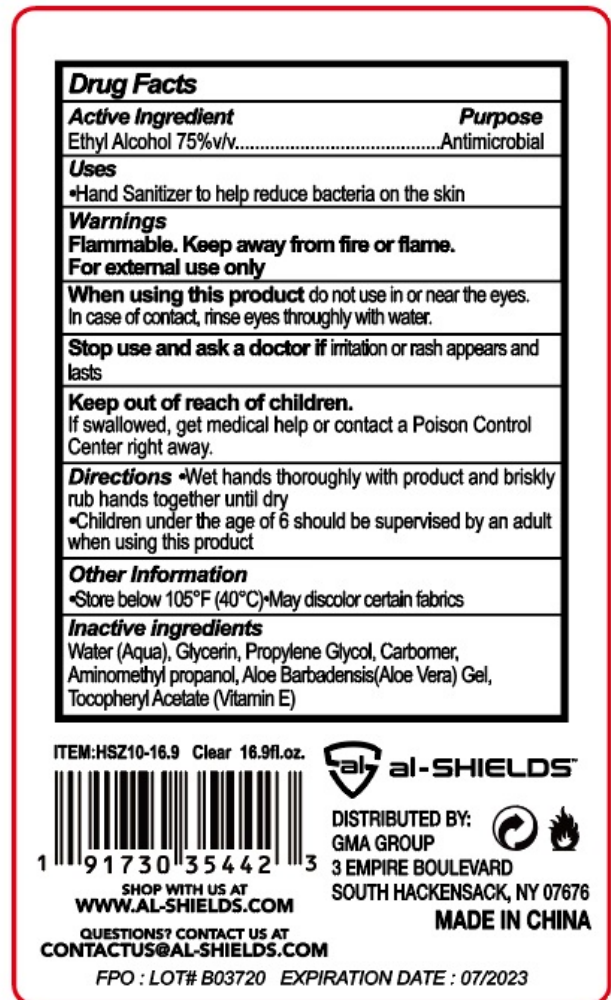 Drug Facts
Active Ingredient Purpose
Ethyl Alcohol 75%v/v.........................................Antimicrobial
Uses
•Hand Sanitizer to help reduce bacteria on the skin
Warnings
Flammable. Keep away from fire or flame.
For external use only
When using this product do not use in or near the eyes.
In case of contact, rinse eyes throughly with water.
Stop use and ask a doctor if irritation or rash appears and
lasts
Keep out of reach of children.
If swallowed, get medical help or contact a Poison Control
Center right away.
Directions •Wet hands thoroughly with product and briskly
rub hands together until dry
•Children under the age of 6 should be supervised by an adult
when using this product
Other Information
•Store below 105°F (40°C)•May discolor certain fabrics
Inactive ingredients
Water (Aqua), Glycerin, Propylene Glycol, Carbomer,
Aminomethyl propanol, Aloe Barbadensis(Aloe Vera) Gel,
Tocopheryl Acetate (Vitamin E)
ITEM:HSZ10-16.9 Clear 16.9fl.oz.
1 91730 35442 3
SHOP WITH US AT
WWW.AL-SHIELDS.COM
QUESTIONS? CONTACT US AT
CONTACTUS@AL-SHIELDS.COM
al al-SHIELDS™
DISTRIBUTED BY:
GMA GROUP
3 EMPIRE BOULEVARD
SOUTH HACKENSACK, NY 07676
MADE IN CHINA
FPO : LOT# B03720 EXPIRATION DATE : 07/2023